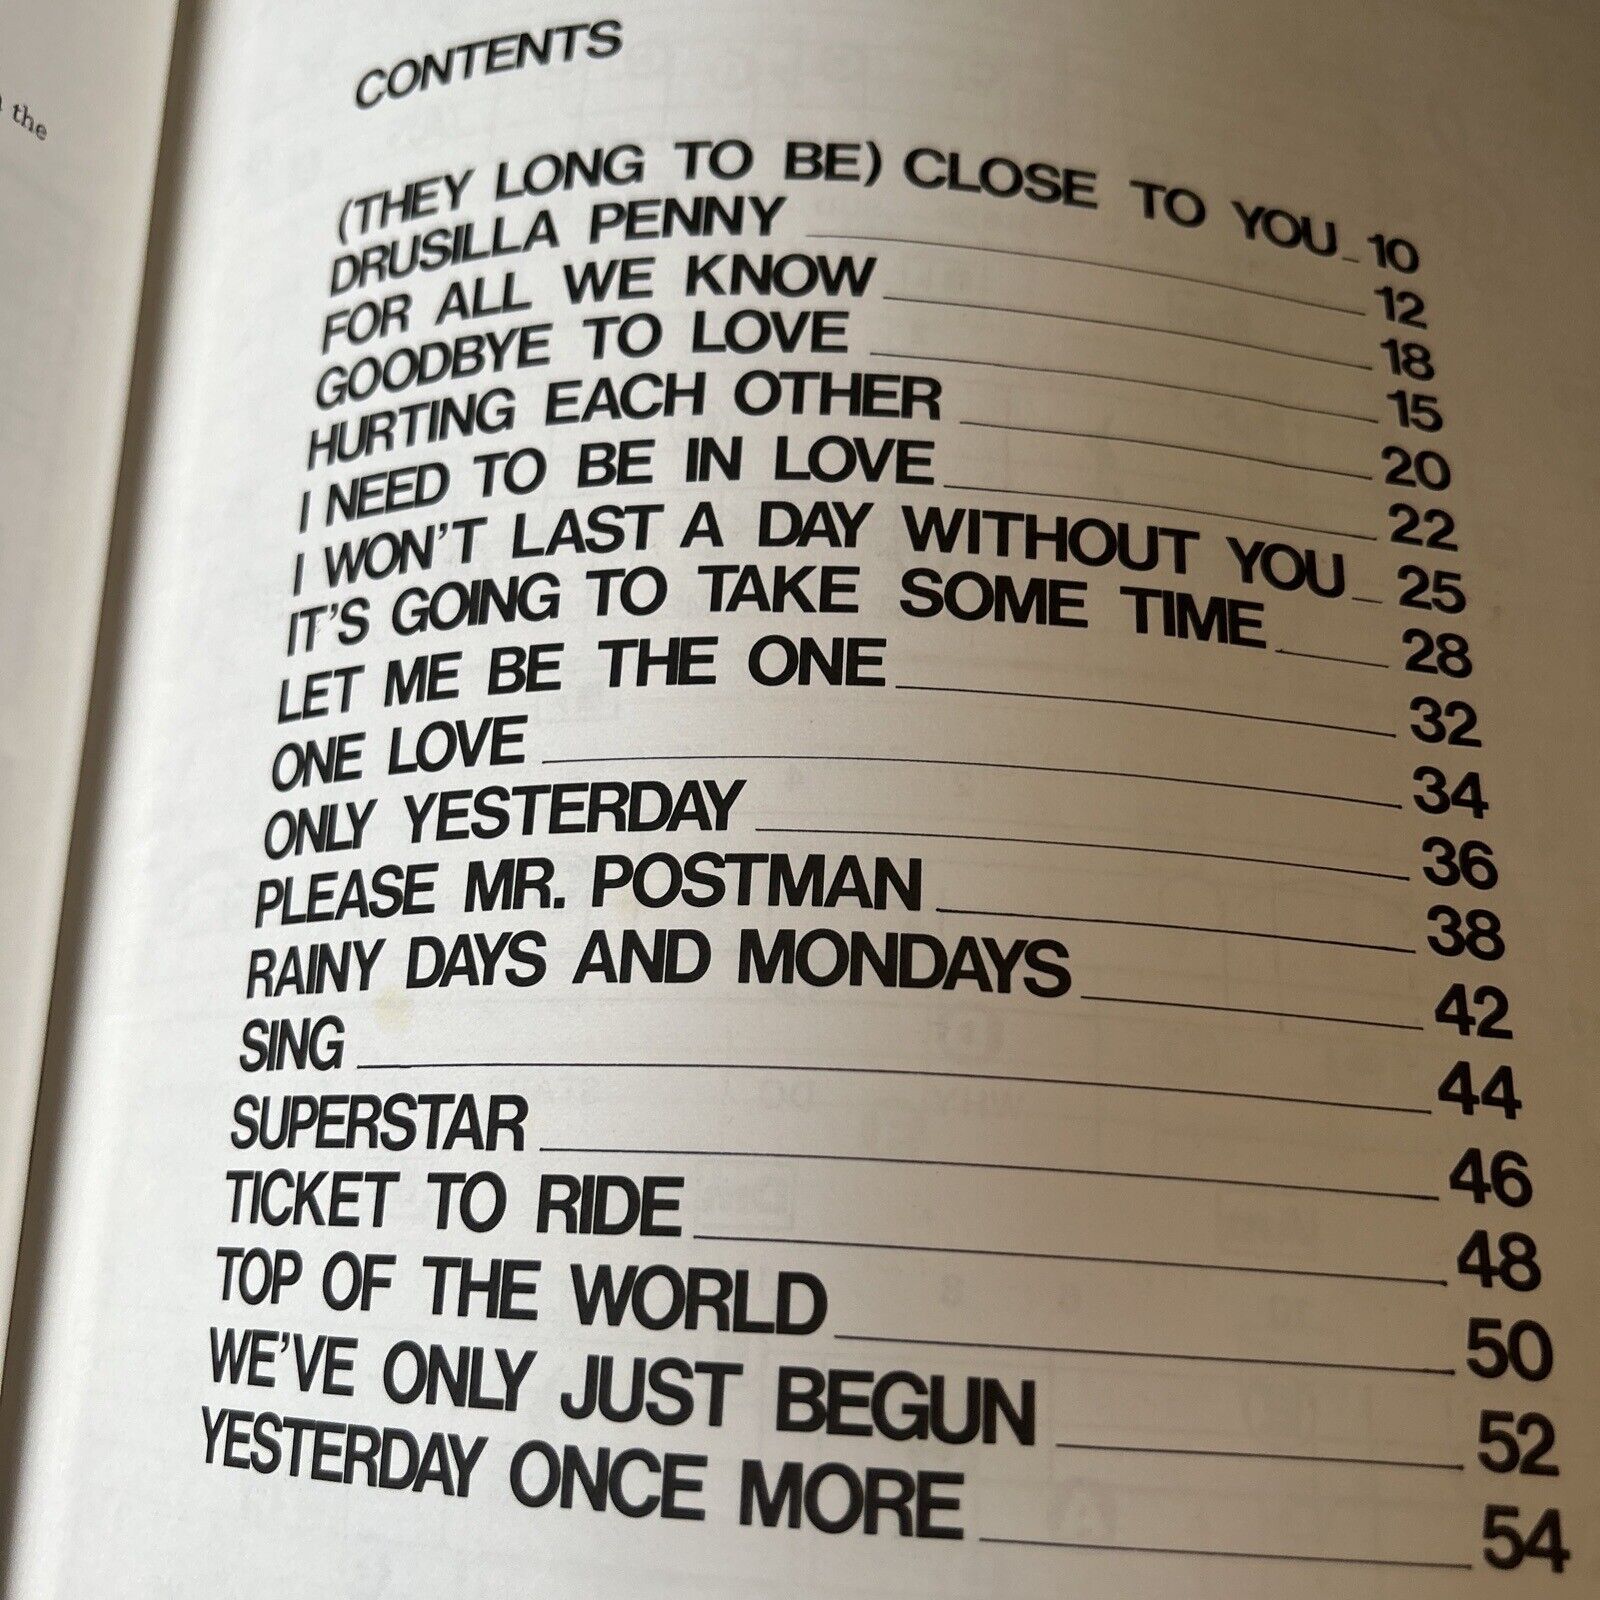 the
CONTENTS
(THEY LONG TO BE) CLOSE TO YOU 10
DRUSILLA PENNY 12
FOR ALL WE KNOW 18
GOODBYE TO LOVE 15
HURTING EACH OTHER 20
I NEED TO BE IN LOVE 22
I WON'T LAST A DAY WITHOUT YOU 25
IT'S GOING TO TAKE SOME TIME 28
LET ME BE THE ONE 32
ONE LOVE 34
ONLY YESTERDAY 36
PLEASE MR. POSTMAN 38
RAINY DAYS AND MONDAYS 42
SING 44
SUPERSTAR 46
TICKET TO RIDE 48
TOP OF THE WORLD 50
WE'VE ONLY JUST BEGUN 52
YESTERDAY ONCE MORE 54